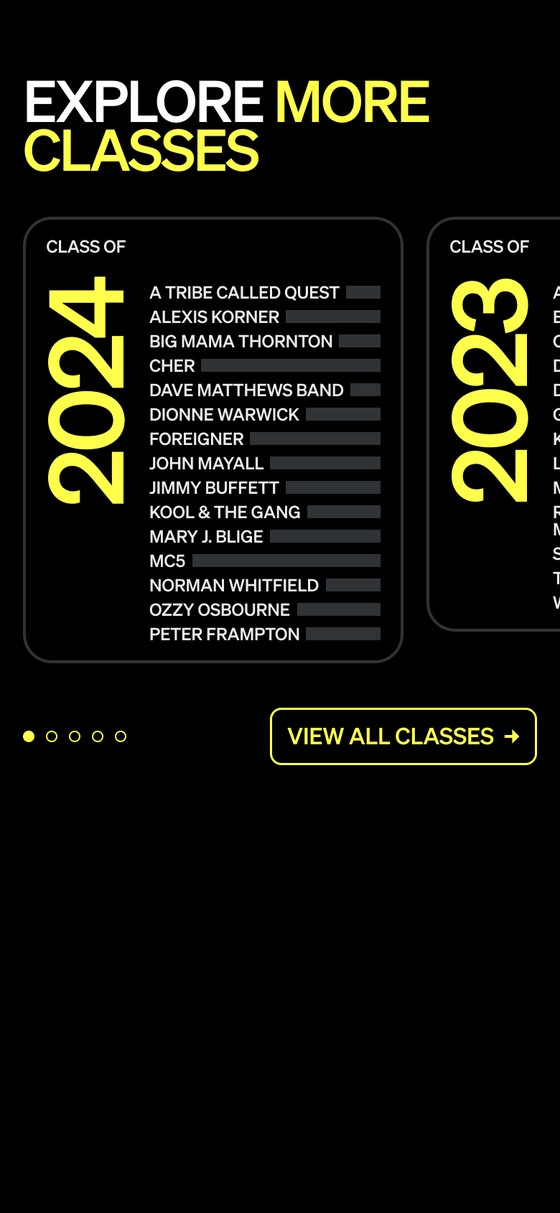 EXPLORE MORE
CLASSES
CLASS OF
2024
A TRIBE CALLED QUEST
ALEXIS KORNER
BIG MAMA THORNTON
CHER
DAVE MATTHEWS BAND
DIONNE WARWICK
FOREIGNER
JOHN MAYALL
JIMMY BUFFETT
KOOL & THE GANG
MARY J. BLIGE
MC5
NORMAN WHITFIELD
OZZY OSBOURNE
PETER FRAMPTON
CLASS OF
2023
VIEW ALL CLASSES →